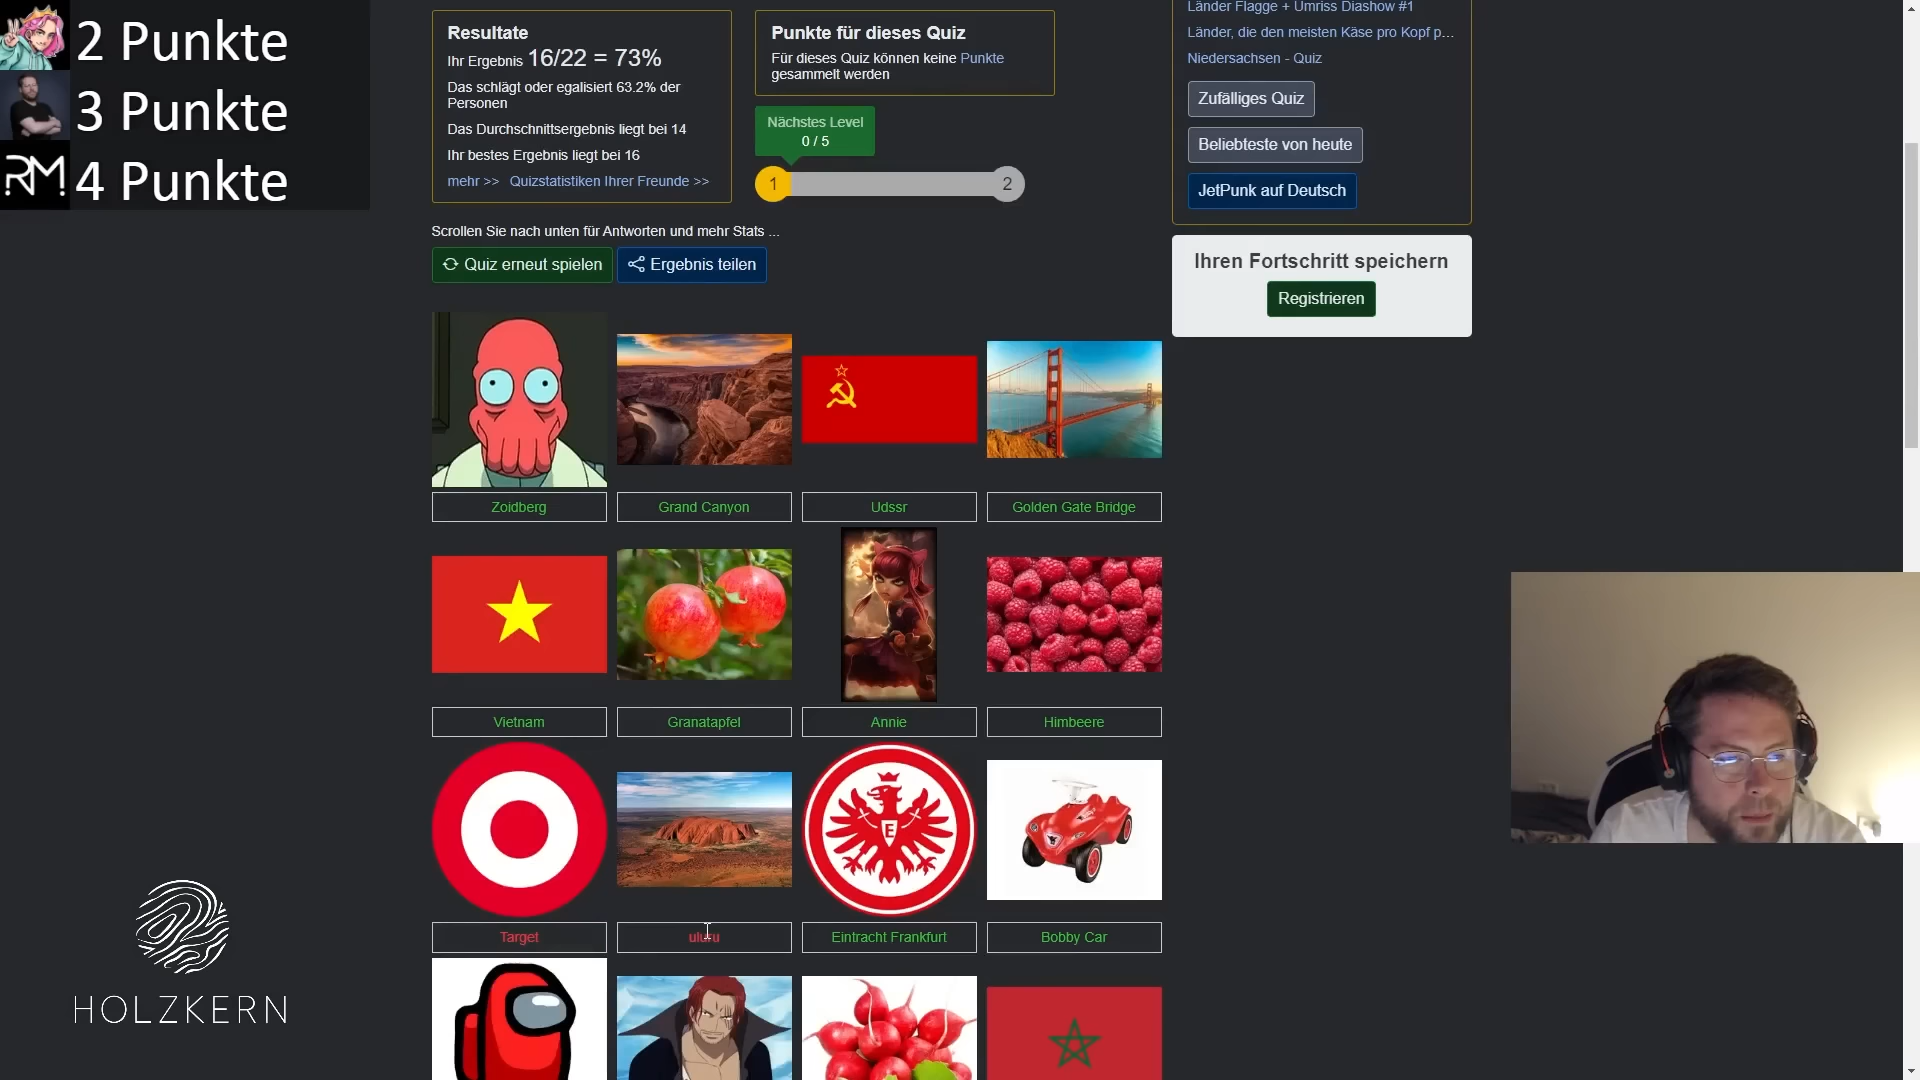 2 Punkte
3 Punkte
RM 4 Punkte
Resultate
Ihr Ergebnis 16/22 = 73%
Das schlägt oder egalisiert 63.2% der
Personen
Das Durchschnittsergebnis liegt bei 14
Ihr bestes Ergebnis liegt bei 16
mehr >> Quizstatistiken Ihrer Freunde >>
Punkte für dieses Quiz
Für dieses Quiz können keine Punkte
gesammelt werden
Nächstes Level
0 / 5
1
2
Länder Flagge + Umriss Diashow #1
Länder, die den meisten Käse pro Kopf p...
Niedersachsen - Quiz
Zufälliges Quiz
Beliebteste von heute
JetPunk auf Deutsch
Ihren Fortschritt speichern
Registrieren
Scrollen Sie nach unten für Antworten und mehr Stats ...
Quiz erneut spielen
Ergebnis teilen
Zoidberg
Grand Canyon
Udssr
Golden Gate Bridge
Vietnam
Granatapfel
Annie
Himbeere
E
Target
uluru
Eintracht Frankfurt
Bobby Car
HOLZKERN